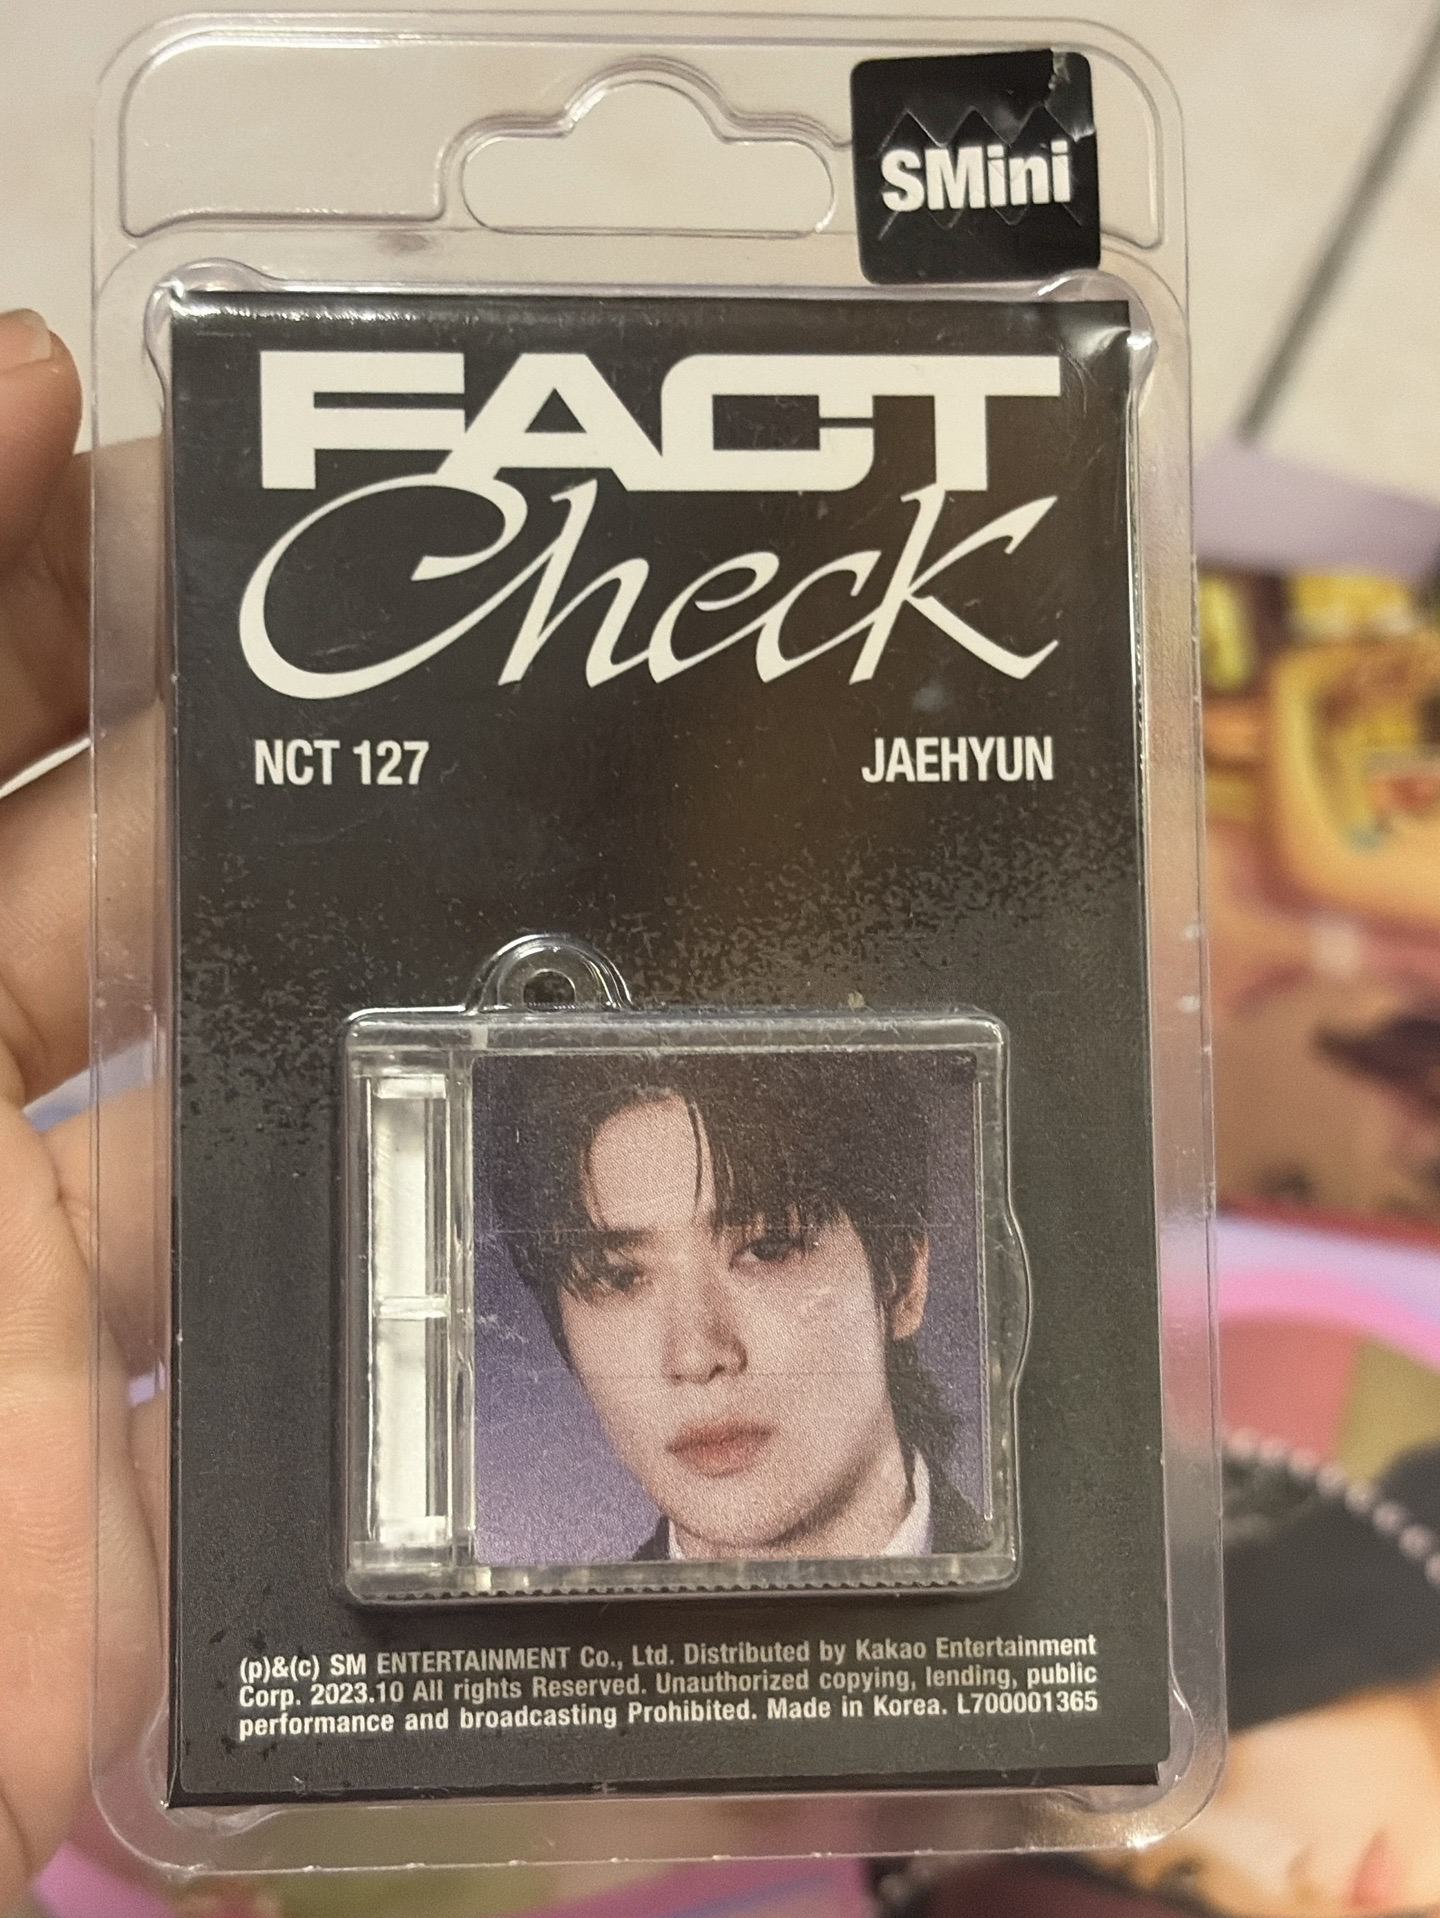 SMini
FACT
Check
NCT 127
JAEHYUN
(p)&(c) SM ENTERTAINMENT Co., Ltd. Distributed by Kakao Entertainment
Corp. 2023.10 All rights Reserved. Unauthorized copying, lending, public
performance and broadcasting Prohibited. Made in Korea. L700001365